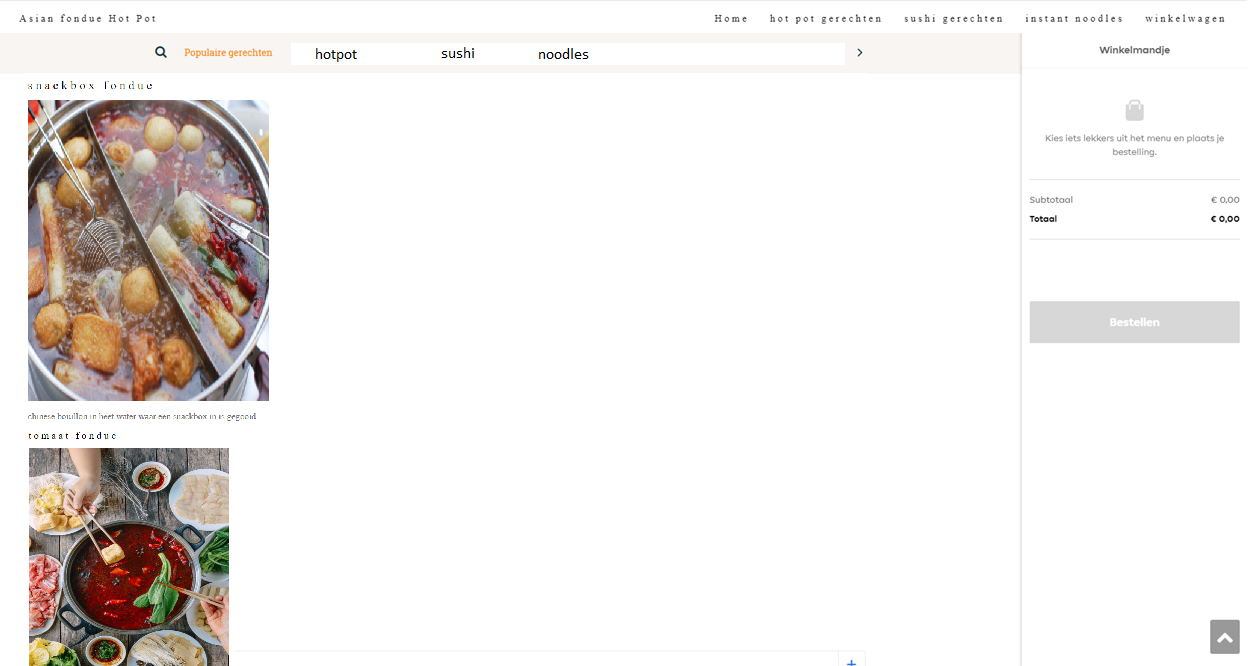 Asian fondue Hot Pot
Home hot pot gerechten sushi gerechten instant noodles winkelwagen
Populaire gerechten hotpot sushi noodles
Winkelmandje
snackbox fondue
Kies iets lekkers uit het menu en plaats je
bestelling.
Subtotaal € 0,00
Totaal € 0,00
Bestellen
chinese bouillon in heet water waar een snackbox in is gegooid
tomaat fondue